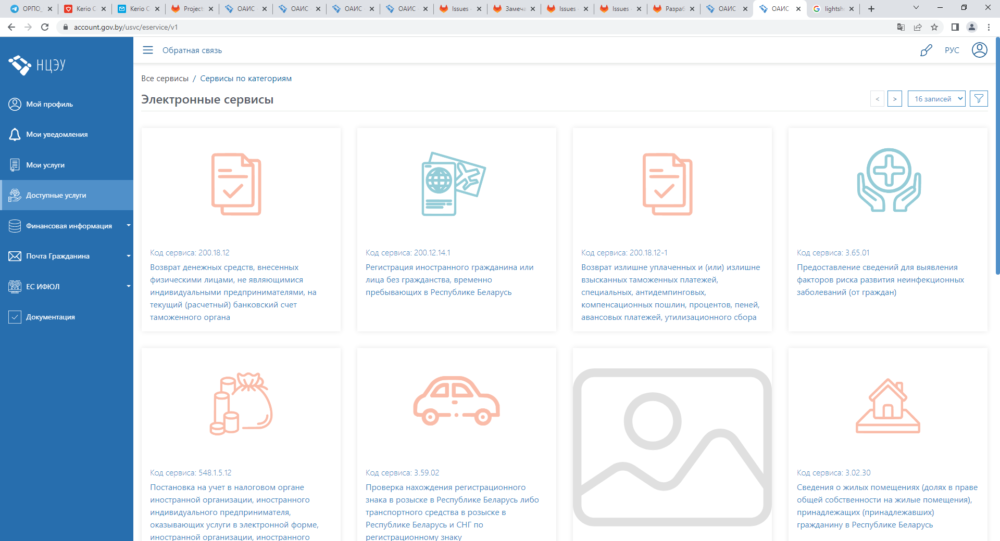 ОРПО_
Kerio C
Kerio C
Project
ОАИС
ОАИС
ОАИС
ОАИС
Issues
Замеча
Issues
Issues
Разраб
ОАИС
ОАИС
lightsh
account.gov.by/usvc/eservice/v1
НЦЭУ
Обратная связь
РУС
Мой профиль
Мои уведомления
Мои услуги
Доступные услуги
Финансовая информация
Почта Гражданина
ЕС ИФЮЛ
Документация
Все сервисы / Сервисы по категориям
Электронные сервисы
< > 16 записей
Код сервиса: 200.18.12
Возврат денежных средств, внесенных
физическими лицами, не являющимися
индивидуальными предпринимателями, на
текущий (расчетный) банковский счет
таможенного органа
Код сервиса: 200.12.14.1
Регистрация иностранного гражданина или
лица без гражданства, временно
пребывающих в Республике Беларусь
Код сервиса: 200.18.12-1
Возврат излишне уплаченных и (или) излишне
взысканных таможенных платежей,
специальных, антидемпинговых,
компенсационных пошлин, процентов, пеней,
авансовых платежей, утилизационного сбора
Код сервиса: 3.65.01
Предоставление сведений для выявления
факторов риска развития неинфекционных
заболеваний (от граждан)
Код сервиса: 548.1.5.12
Постановка на учет в налоговом органе
иностранной организации, иностранного
индивидуального предпринимателя,
оказывающих услуги в электронной форме,
иностранной организации, иностранного
Код сервиса: 3.59.02
Проверка нахождения регистрационного
знака в розыске в Республике Беларусь либо
транспортного средства в розыске в
Республике Беларусь и СНГ по
регистрационному знаку
Код сервиса: 3.02.30
Сведения о жилых помещениях (долях в праве
общей собственности на жилые помещения),
принадлежащих (принадлежавших)
гражданину в Республике Беларусь